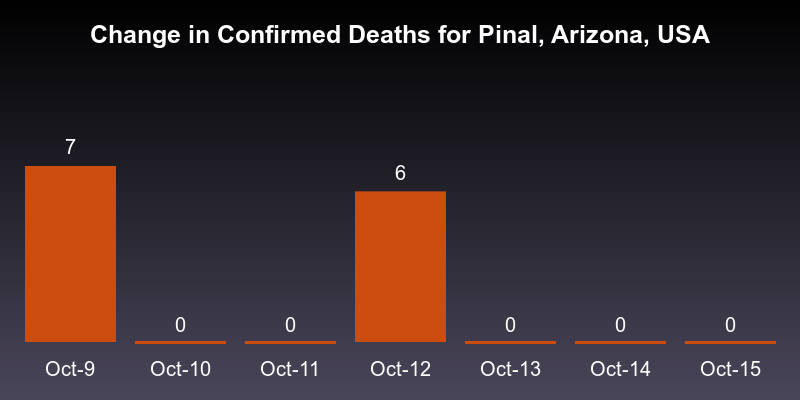 Change in Confirmed Deaths for Pinal, Arizona, USA
7
6
0 0 0 0 0
Oct-9 Oct-10 Oct-11 Oct-12 Oct-13 Oct-14 Oct-15